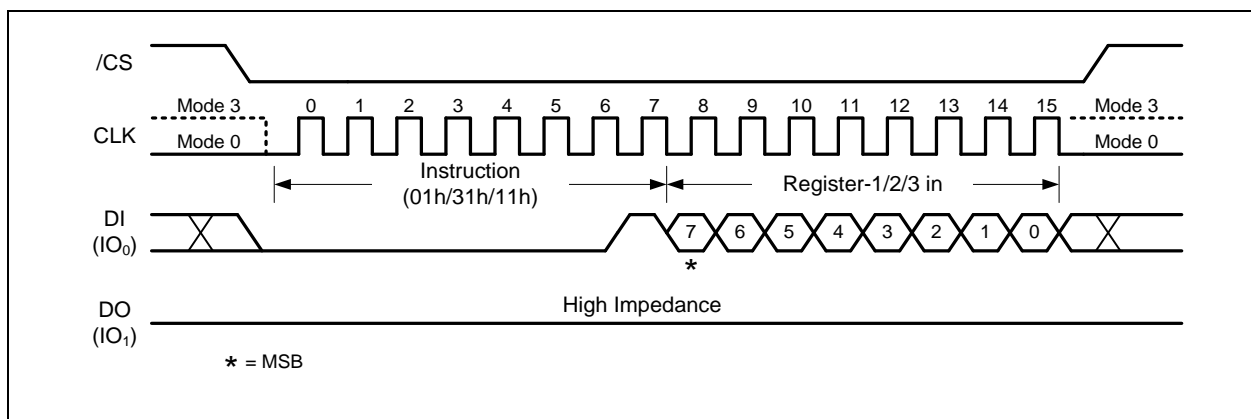 /CS
Mode 3 0 1 2 3 4 5 6 7 8 9 10 11 12 13 14 15 Mode 3
CLK
Mode 0 Mode 0
Instruction
(01h/31h/11h)
Register-1/2/3 in
DI
(IO₀)
7 6 5 4 3 2 1 0
*
High Impedance
DO
(IO₁)
* = MSB